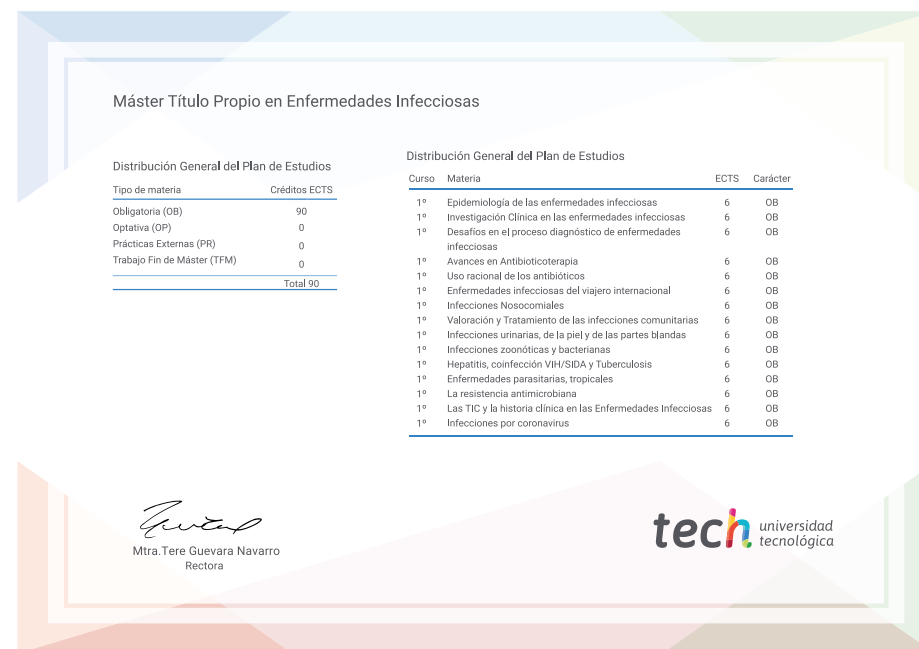 Máster Título Propio en Enfermedades Infecciosas
Distribución General del Plan de Estudios
Tipo de materia Créditos ECTS
Obligatoria (OB) 90
Optativa (OP) 0
Prácticas Externas (PR) 0
Trabajo Fin de Máster (TFM) 0
Total 90
Distribución General del Plan de Estudios
Curso Materia ECTS Carácter
1º Epidemiología de las enfermedades infecciosas 6 OB
1º Investigación Clínica en las enfermedades infecciosas 6 OB
1º Desafíos en el proceso diagnóstico de enfermedades 6 OB
infecciosas
1º Avances en Antibioticoterapia 6 OB
1º Uso racional de los antibióticos 6 OB
1º Enfermedades infecciosas del viajero internacional 6 OB
1º Infecciones Nosocomiales 6 OB
1º Valoración y Tratamiento de las infecciones comunitarias 6 OB
1º Infecciones urinarias, de la piel y de las partes blandas 6 OB
1º Infecciones zoonóticas y bacterianas 6 OB
1º Hepatitis, coinfección VIH/SIDA y Tuberculosis 6 OB
1º Enfermedades parasitarias, tropicales 6 OB
1º La resistencia antimicrobiana 6 OB
1º Las TIC y la historia clínica en las Enfermedades Infecciosas 6 OB
1º Infecciones por coronavirus 6 OB
Mtra.Tere Guevara Navarro
Rectora
tech universidad
tecnológica